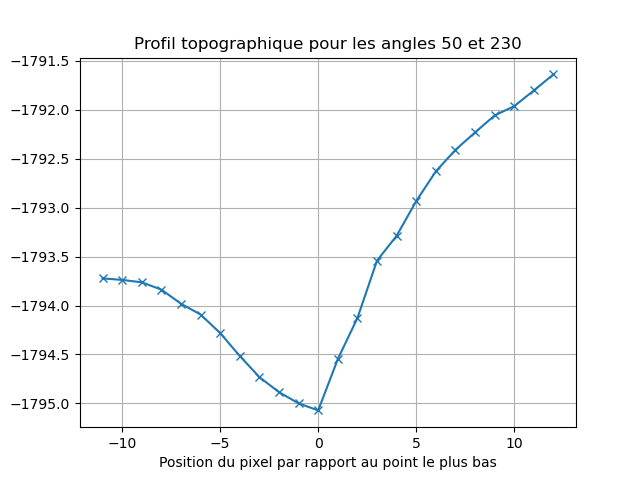 Profil topographique pour les angles 50 et 230
−1791.5
−1792.0
−1792.5
−1793.0
−1793.5
−1794.0
−1794.5
−1795.0
−10 −5 0 5 10
Position du pixel par rapport au point le plus bas